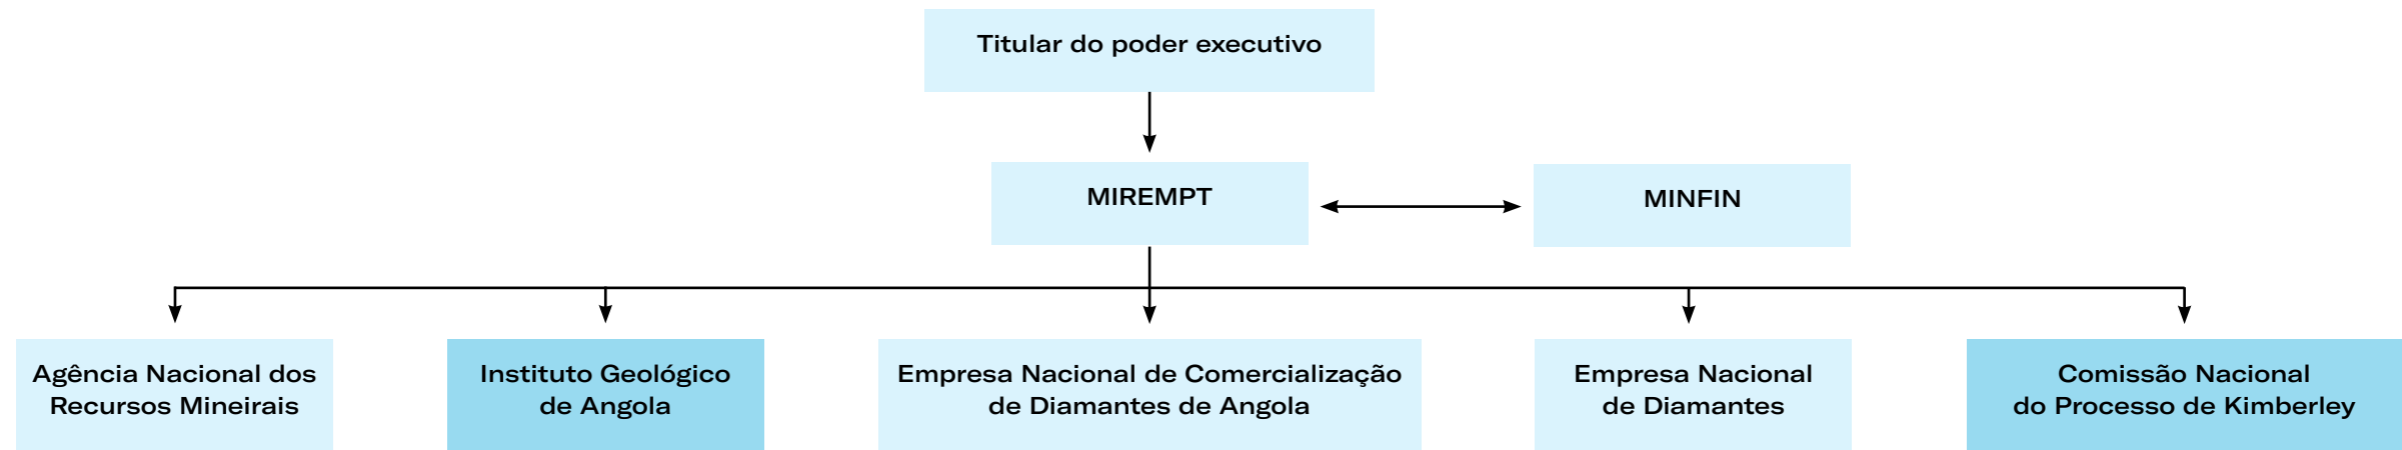 Titular do poder executivo
MIREMPT
MINFIN
Agência Nacional dos
Recursos Mineirais
Instituto Geológico
de Angola
Empresa Nacional de Comercialização
de Diamantes de Angola
Empresa Nacional
de Diamantes
Comissão Nacional
do Processo de Kimberley